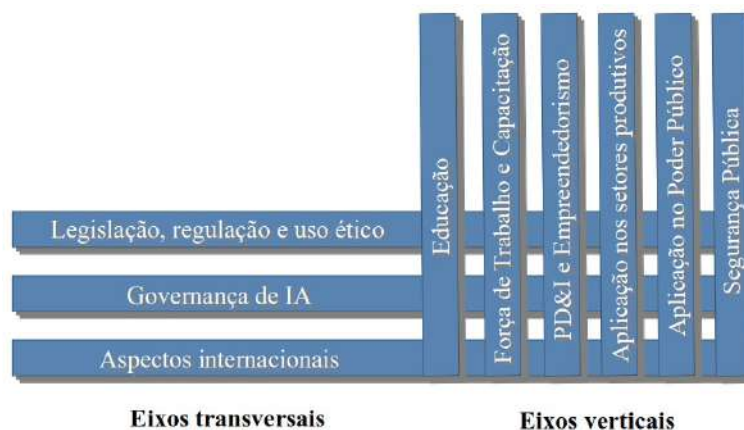 Legislação, regulação e uso ético
Governança de IA
Aspectos internacionais
Educação
Força de Trabalho e Capacitação
PD&I e Empreendedorismo
Aplicação nos setores produtivos
Aplicação no Poder Público
Segurança Pública
Eixos transversais
Eixos verticais